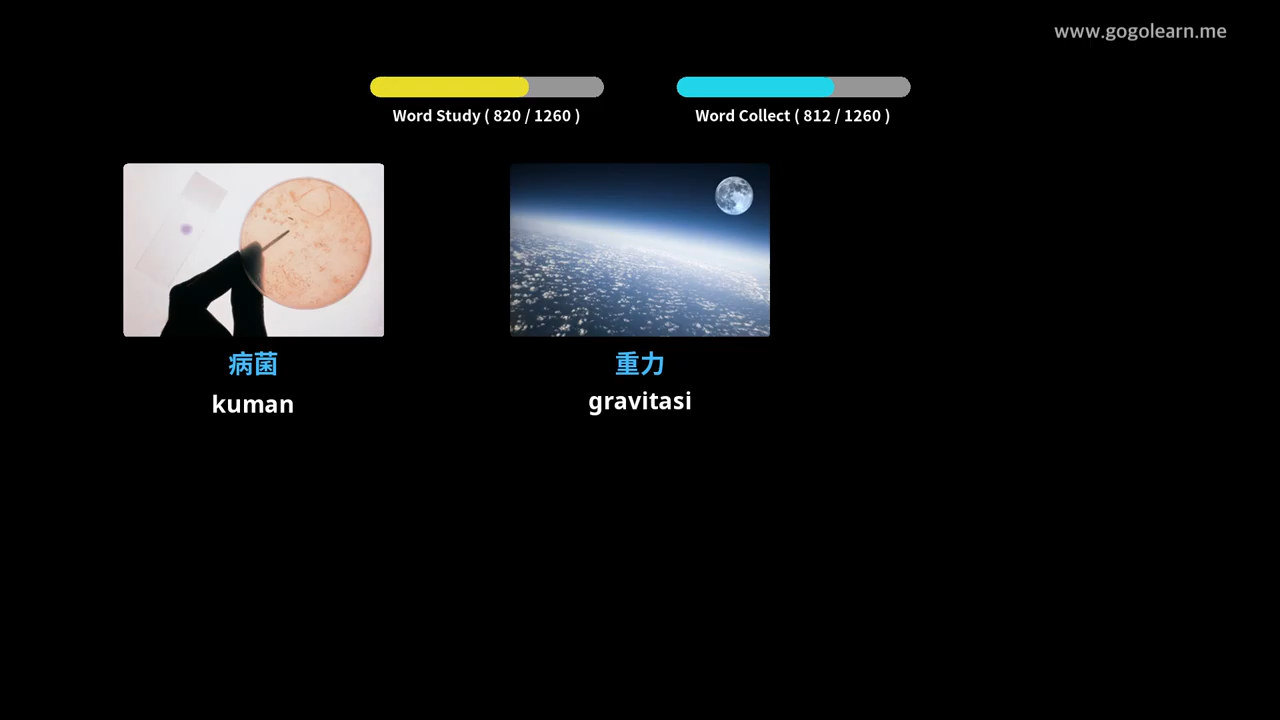 www.gogolearn.me
Word Study ( 820 / 1260 )
Word Collect ( 812 / 1260 )
病菌
kuman
重力
gravitasi